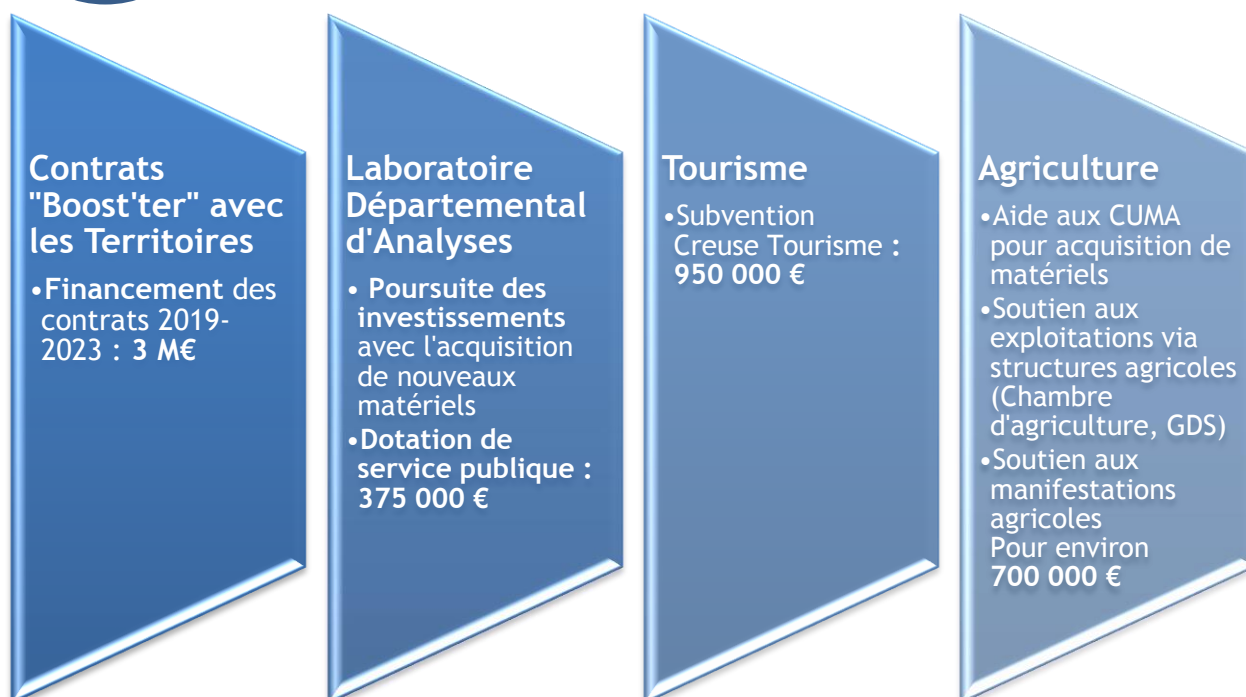 Contrats
"Boost'ter" avec
les Territoires
•Financement des
contrats 2019-
2023 : 3 M€
Laboratoire
Départemental
d'Analyses
• Poursuite des
investissements
avec l'acquisition
de nouveaux
matériels
•Dotation de
service publique :
375 000 €
Tourisme
•Subvention
Creuse Tourisme :
950 000 €
Agriculture
•Aide aux CUMA
pour acquisition de
matériels
•Soutien aux
exploitations via
structures agricoles
(Chambre
d'agriculture, GDS)
•Soutien aux
manifestations
agricoles
Pour environ
700 000 €